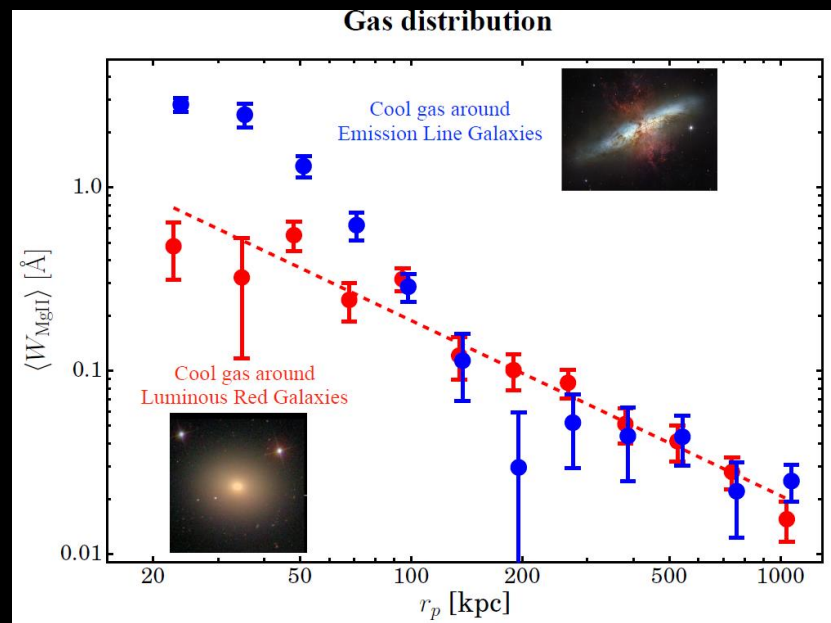 Gas distribution
Cool gas around
Emission Line Galaxies
1.0
0.1
0.01
⟨W_MgII⟩ [Å]
Cool gas around
Luminous Red Galaxies
20 50 100 200 500 1000
r_p [kpc]